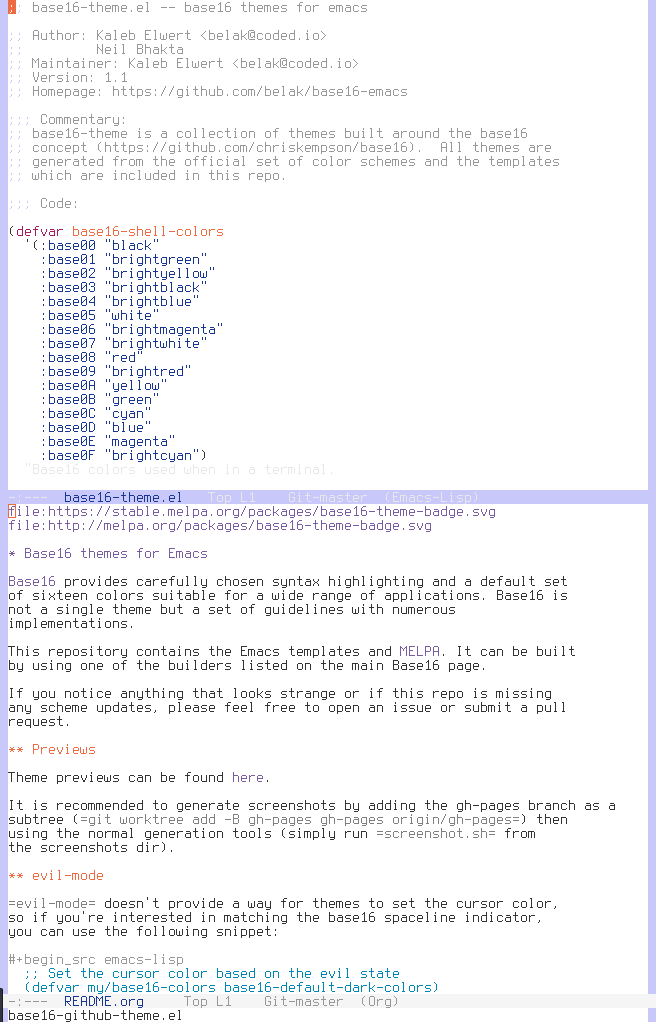 ;; base16-theme.el -- base16 themes for emacs
;; Author: Kaleb Elwert <belak@coded.io>
;;         Neil Bhakta
;; Maintainer: Kaleb Elwert <belak@coded.io>
;; Version: 1.1
;; Homepage: https://github.com/belak/base16-emacs
;;; Commentary:
;; base16-theme is a collection of themes built around the base16
;; concept (https://github.com/chriskempson/base16).  All themes are
;; generated from the official set of color schemes and the templates
;; which are included in this repo.
;;; Code:
(defvar base16-shell-colors
  '(:base00 "black"
    :base01 "brightgreen"
    :base02 "brightyellow"
    :base03 "brightblack"
    :base04 "brightblue"
    :base05 "white"
    :base06 "brightmagenta"
    :base07 "brightwhite"
    :base08 "red"
    :base09 "brightred"
    :base0A "yellow"
    :base0B "green"
    :base0C "cyan"
    :base0D "blue"
    :base0E "magenta"
    :base0F "brightcyan")
  "Base16 colors used when in a terminal.
-:---  base16-theme.el   Top L1    Git-master  (Emacs-Lisp)
file:https://stable.melpa.org/packages/base16-theme-badge.svg
file:http://melpa.org/packages/base16-theme-badge.svg
* Base16 themes for Emacs
Base16 provides carefully chosen syntax highlighting and a default set
of sixteen colors suitable for a wide range of applications. Base16 is
not a single theme but a set of guidelines with numerous
implementations.
This repository contains the Emacs templates and MELPA. It can be built
by using one of the builders listed on the main Base16 page.
If you notice anything that looks strange or if this repo is missing
any scheme updates, please feel free to open an issue or submit a pull
request.
** Previews
Theme previews can be found here.
It is recommended to generate screenshots by adding the gh-pages branch as a
subtree (=git worktree add -B gh-pages gh-pages origin/gh-pages=) then
using the normal generation tools (simply run =screenshot.sh= from
the screenshots dir).
** evil-mode
=evil-mode= doesn't provide a way for themes to set the cursor color,
so if you're interested in matching the base16 spaceline indicator,
you can use the following snippet:
#+begin_src emacs-lisp
  ;; Set the cursor color based on the evil state
  (defvar my/base16-colors base16-default-dark-colors)
-:---  README.org     Top L1    Git-master  (Org)
base16-github-theme.el